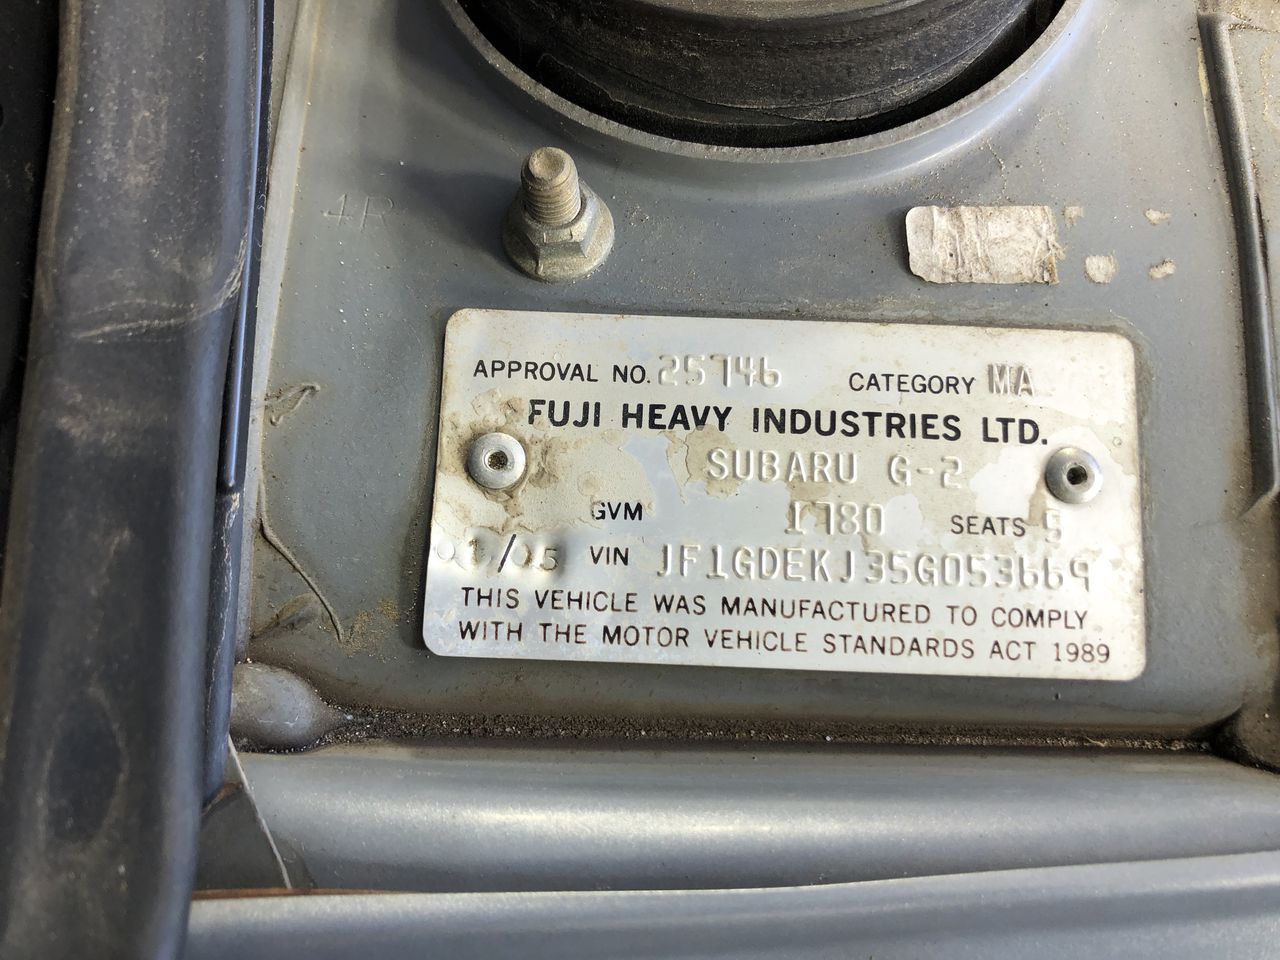 4R
APPROVAL NO. 25746 CATEGORY MA
FUJI HEAVY INDUSTRIES LTD.
SUBARU G-2
GVM 1780 SEATS 5
VIN JF1GDEKJ35G053669
THIS VEHICLE WAS MANUFACTURED TO COMPLY
WITH THE MOTOR VEHICLE STANDARDS ACT 1989